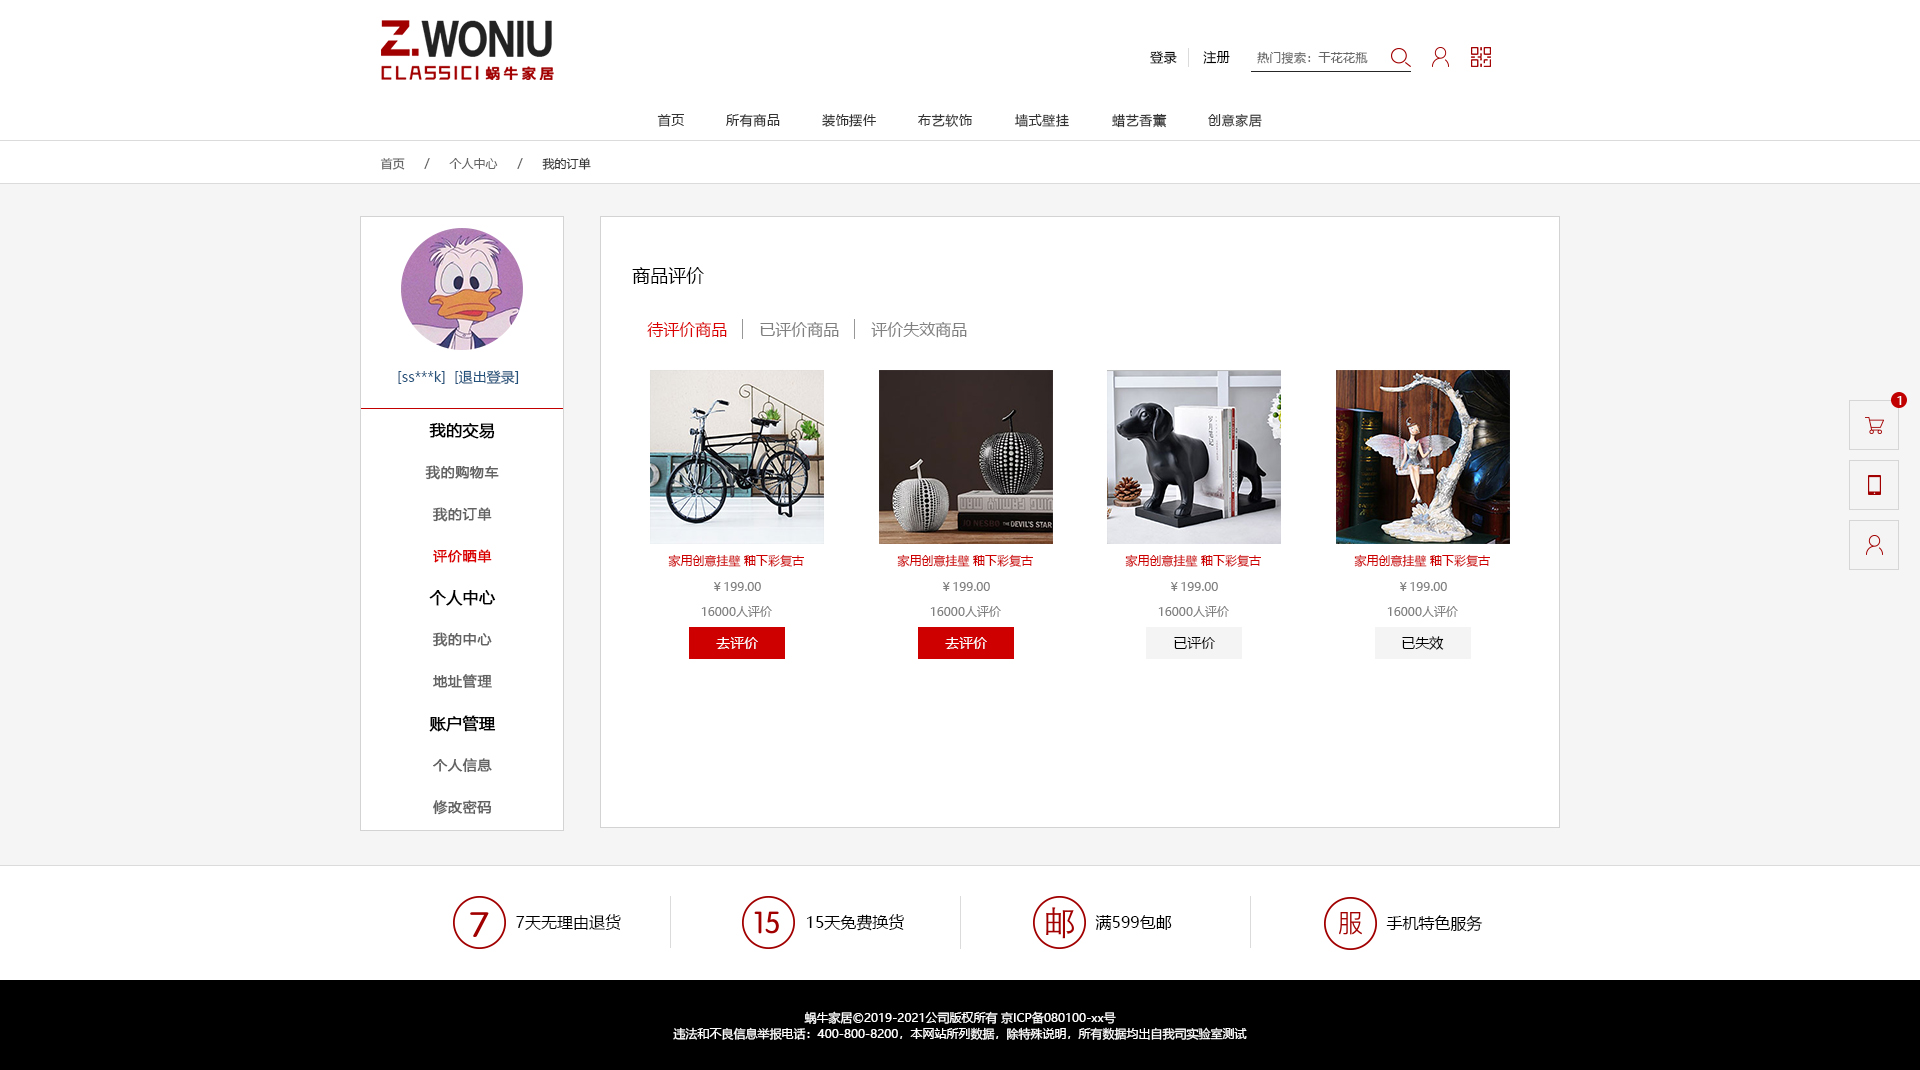 Z.WONIU
CLASSICI 蜗牛家居
登录 注册 热门搜索：干花花瓶
首页 所有商品 装饰摆件 布艺软饰 墙式壁挂 蜡艺香薰 创意家居
首页 / 个人中心 / 我的订单
[ss***k] [退出登录]
我的交易
我的购物车
我的订单
评价晒单
个人中心
我的中心
地址管理
账户管理
个人信息
修改密码
商品评价
待评价商品 已评价商品 评价失效商品
THE DEVIL'S STAR
家用创意挂壁 釉下彩复古 家用创意挂壁 釉下彩复古 家用创意挂壁 釉下彩复古 家用创意挂壁 釉下彩复古
¥ 199.00 ¥ 199.00 ¥ 199.00 ¥ 199.00
16000人评价 16000人评价 16000人评价 16000人评价
去评价 去评价 已评价 已失效
1
7 7天无理由退货 15 15天免费换货 邮 满599包邮 服 手机特色服务
蜗牛家居©2019-2021公司版权所有 京ICP备080100-xx号
违法和不良信息举报电话：400-800-8200，本网站所列数据，除特殊说明，所有数据均出自我司实验室测试